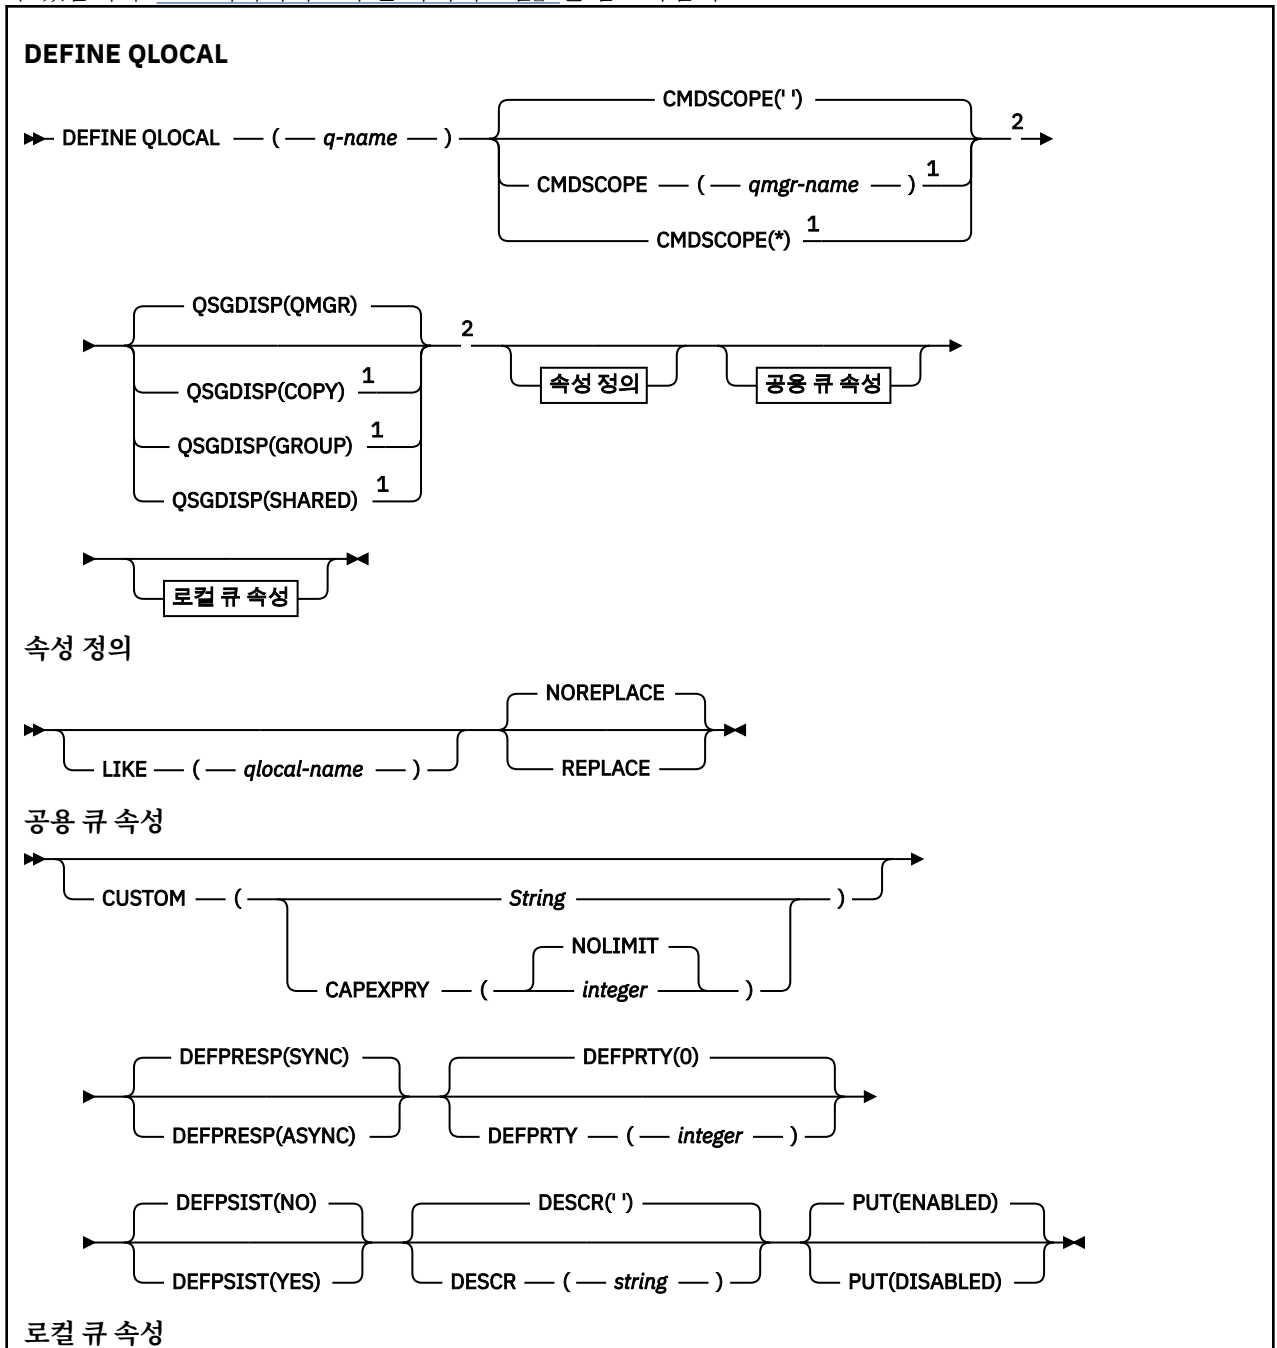 DEFINE QLOCAL
CMDSCOPE(' ')
DEFINE QLOCAL ( q-name ) 2
CMDSCOPE ( qmgr-name ) 1
CMDSCOPE(*) 1
QSGDISP(QMGR)
2
속성 정의 공용 큐 속성
QSGDISP(COPY) 1
QSGDISP(GROUP) 1
QSGDISP(SHARED) 1
로컬 큐 속성
속성 정의
NOREPLACE
LIKE ( qlocal-name ) REPLACE
공용 큐 속성
CUSTOM ( String )
NOLIMIT
CAPEXPRY ( integer )
DEFPRESP(SYNC) DEFPRTY(0)
DEFPRESP(ASYNC) DEFPRTY ( integer )
DEFPSIST(NO) DESCR(' ') PUT(ENABLED)
DEFPSIST(YES) DESCR ( string ) PUT(DISABLED)
로컬 큐 속성